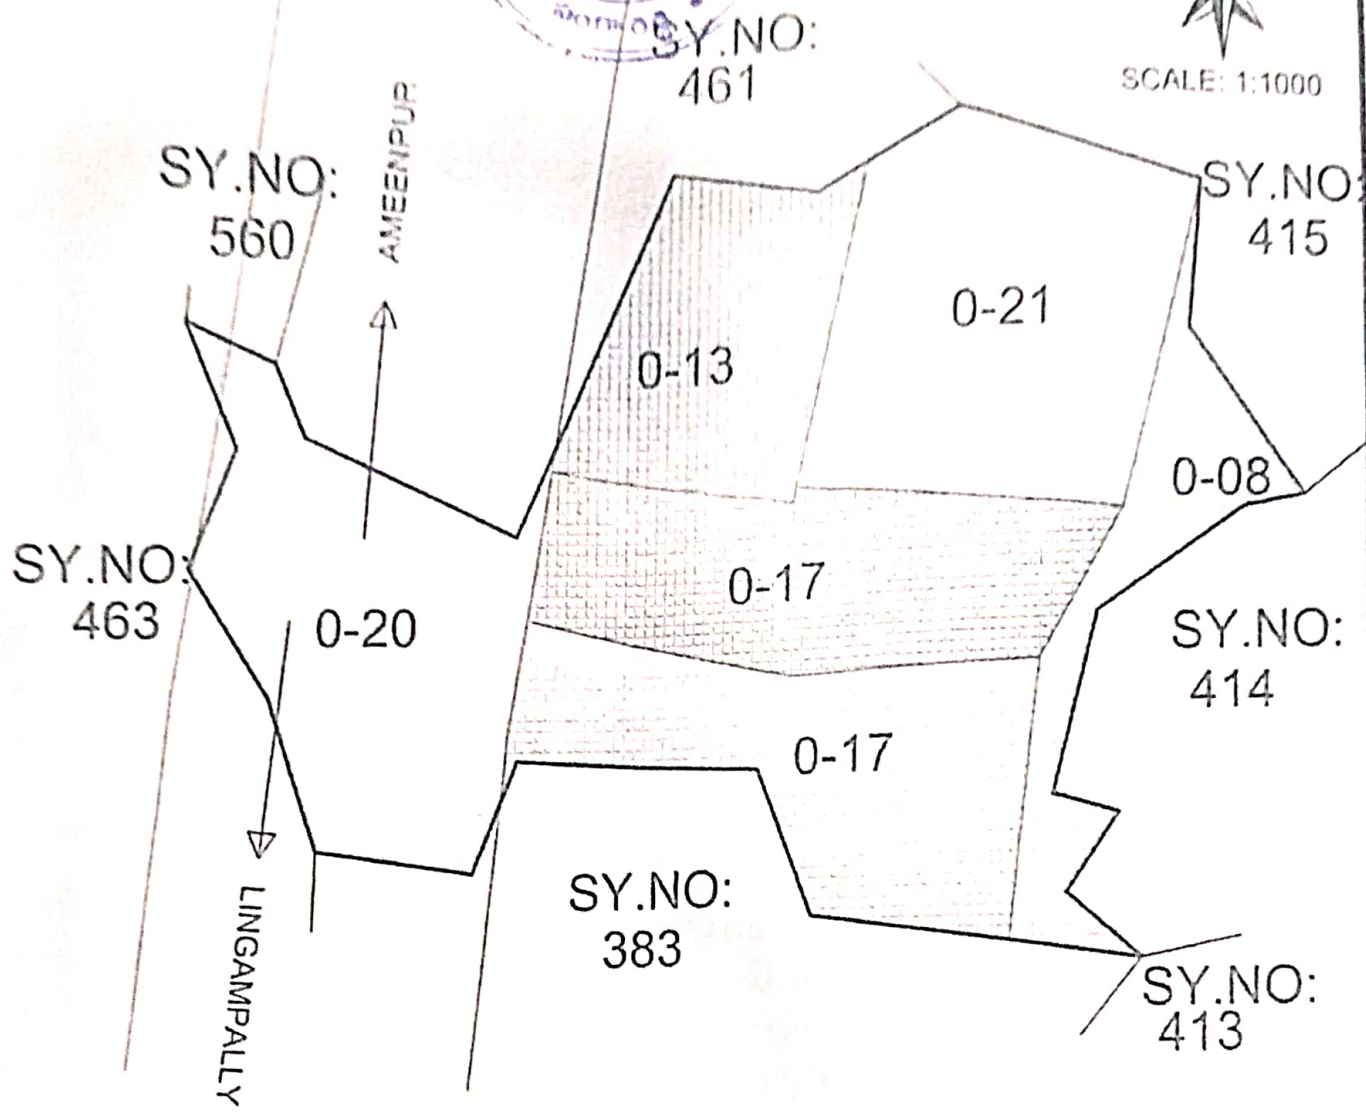 SY.NO:
461
SCALE: 1:1000
SY.NO:
560
AMEENPUR
SY.NO:
415
0-21
0-13
0-08
SY.NO:
463
0-20
0-17
SY.NO:
414
0-17
SY.NO:
383
LINGAMPALLY
SY.NO:
413